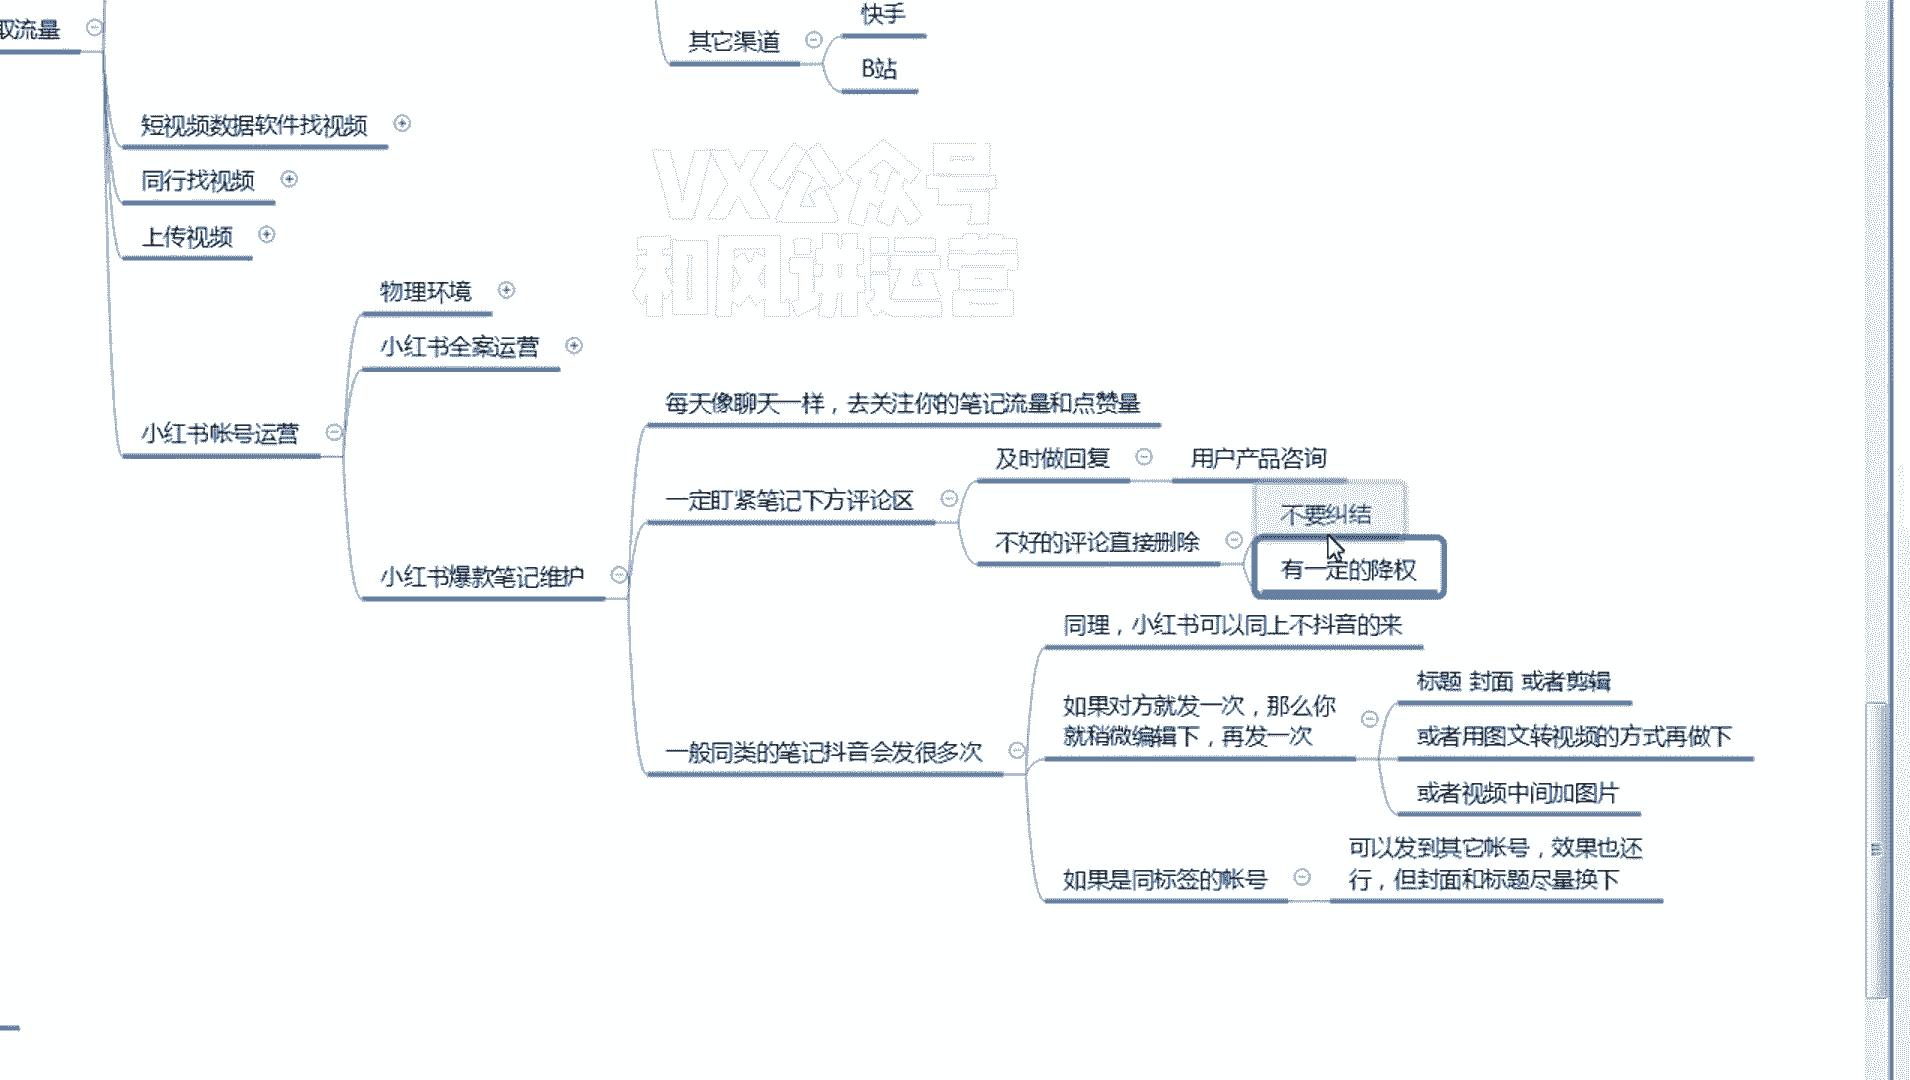 取流量
其它渠道
快手
B站
短视频数据软件找视频
同行找视频
上传视频
VX公众号
和风讲运营
小红书帐号运营
物理环境
小红书全案运营
小红书爆款笔记维护
每天像聊天一样，去关注你的笔记流量和点赞量
一定盯紧笔记下方评论区
及时做回复
用户产品咨询
不好的评论直接删除
不要纠结
有一定的降权
一般同类的笔记抖音会发很多次
同理，小红书可以同上不抖音的来
如果对方就发一次，那么你
就稍微编辑下，再发一次
标题 封面 或者剪辑
或者用图文转视频的方式再做下
或者视频中间加图片
如果是同标签的帐号
可以发到其它帐号，效果也还
行，但封面和标题尽量换下